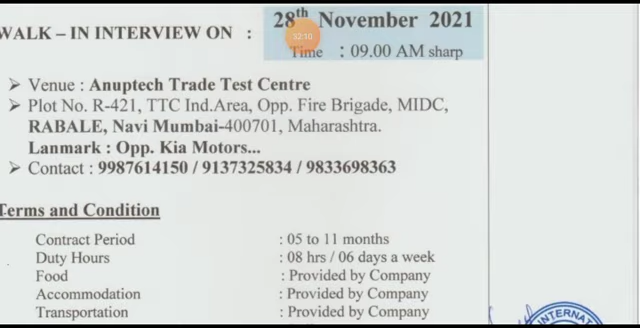 WALK – IN INTERVIEW ON : 28th November 2021
02:10
Time : 09.00 AM sharp
➢ Venue : Anuptech Trade Test Centre
➢ Plot No. R-421, TTC Ind.Area, Opp. Fire Brigade, MIDC,
RABALE, Navi Mumbai-400701, Maharashtra.
Lanmark : Opp. Kia Motors...
➢ Contact : 9987614150 / 9137325834 / 9833698363
Terms and Condition
Contract Period : 05 to 11 months
Duty Hours : 08 hrs / 06 days a week
Food : Provided by Company
Accommodation : Provided by Company
Transportation : Provided by Company